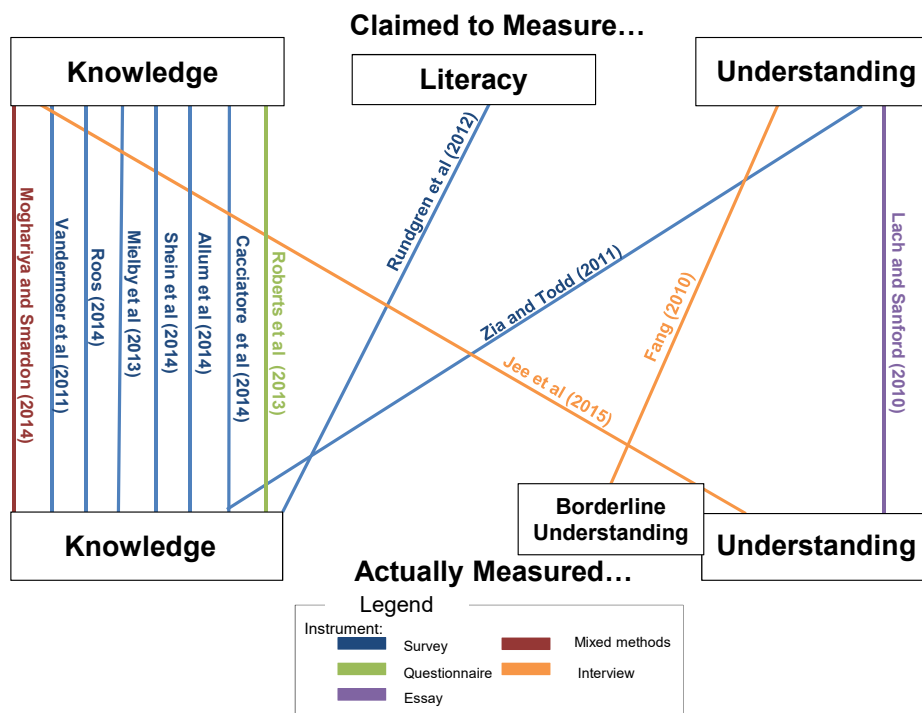 Claimed to Measure…
Knowledge
Literacy
Understanding
Moghariya and Smardon (2014)
Vandermoer et al (2011)
Roos (2014)
Mielby et al (2013)
Shein et al (2014)
Allum et al (2014)
Cacciatore et al (2014)
Roberts et al (2013)
Rundgren et al (2012)
Zia and Todd (2011)
Jee et al (2015)
Fang (2010)
Lach and Sanford (2010)
Knowledge
Borderline
Understanding
Understanding
Actually Measured…
Legend
Instrument:
Survey
Mixed methods
Questionnaire
Interview
Essay